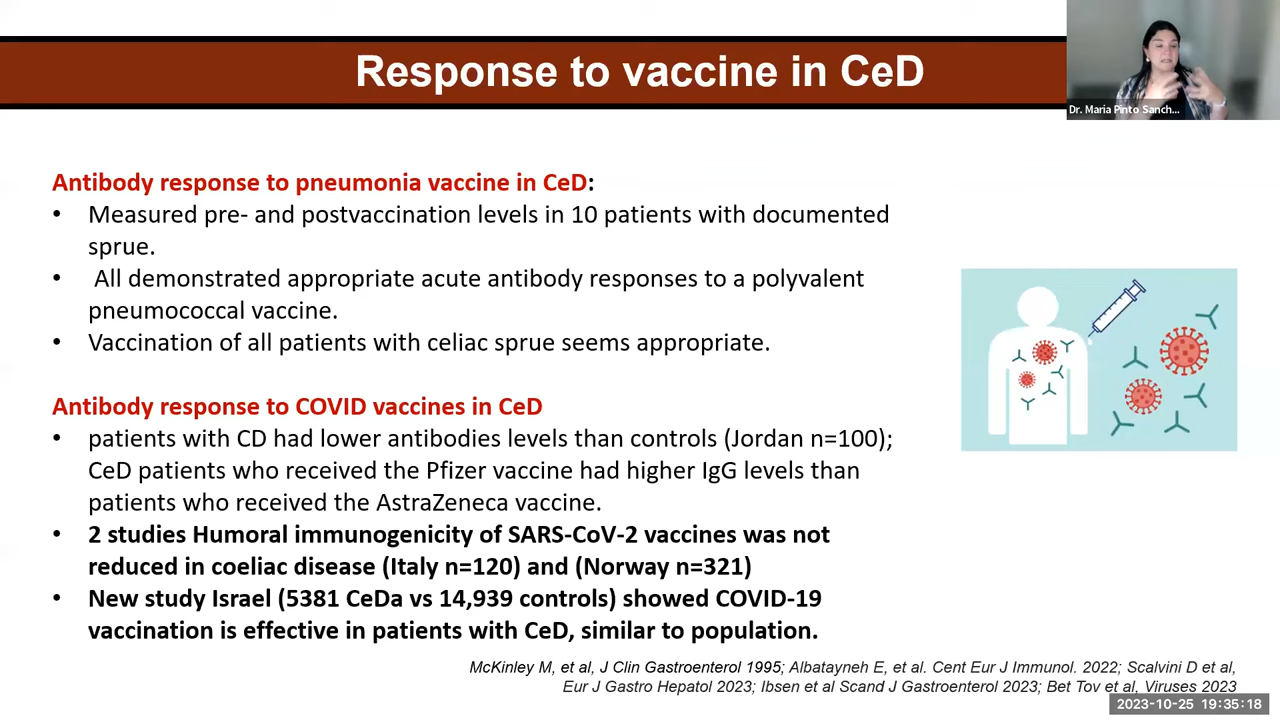 Response to vaccine in CeD
Dr. Maria Pinto Sanch...
Antibody response to pneumonia vaccine in CeD:
• Measured pre- and postvaccination levels in 10 patients with documented
sprue.
• All demonstrated appropriate acute antibody responses to a polyvalent
pneumococcal vaccine.
• Vaccination of all patients with celiac sprue seems appropriate.
Antibody response to COVID vaccines in CeD
• patients with CD had lower antibodies levels than controls (Jordan n=100);
CeD patients who received the Pfizer vaccine had higher IgG levels than
patients who received the AstraZeneca vaccine.
• 2 studies Humoral immunogenicity of SARS-CoV-2 vaccines was not
reduced in coeliac disease (Italy n=120) and (Norway n=321)
• New study Israel (5381 CeDa vs 14,939 controls) showed COVID-19
vaccination is effective in patients with CeD, similar to population.
McKinley M, et al, J Clin Gastroenterol 1995; Albatayneh E, et al. Cent Eur J Immunol. 2022; Scalvini D et al,
Eur J Gastro Hepatol 2023; Ibsen et al Scand J Gastroenterol 2023; Bet Tov et al, Viruses 2023
2023-10-25 19:35:18